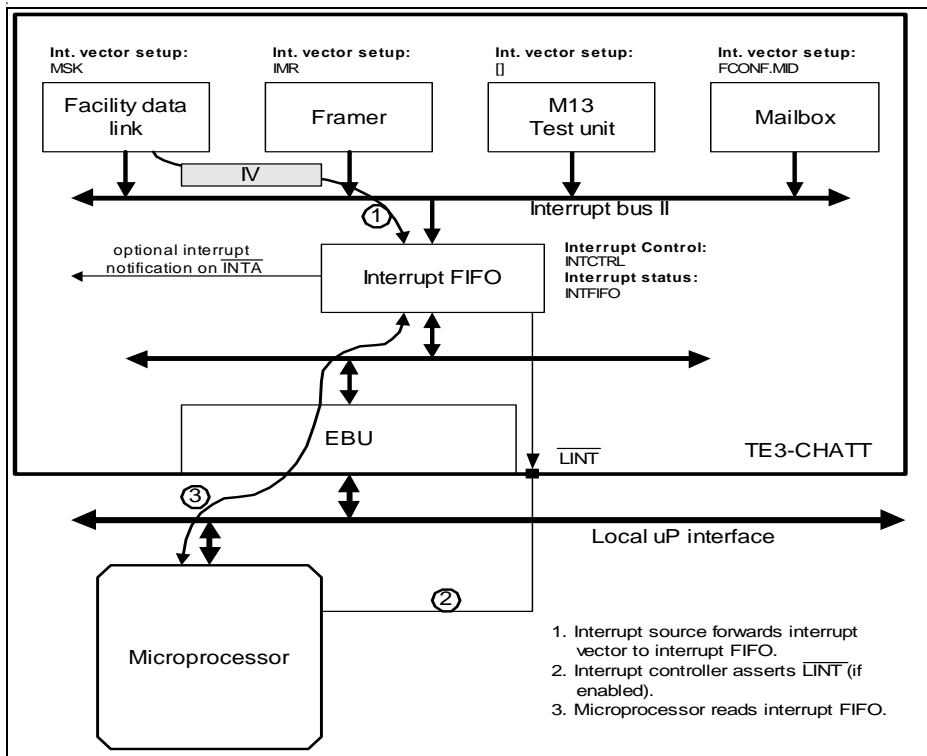 Int. vector setup:
MSK
Int. vector setup:
IMR
Int. vector setup:
[]
Int. vector setup:
FCONF.MID
Facility data
link
Framer
M13
Test unit
Mailbox
IV
Interrupt bus II
1
optional interrupt
notification on INTA
Interrupt FIFO
Interrupt Control:
INTCTRL
Interrupt status:
INTFIFO
EBU
LINT
TE3-CHATT
3
Local uP interface
2
Microprocessor
1. Interrupt source forwards interrupt
vector to interrupt FIFO.
2. Interrupt controller asserts LINT (if
enabled).
3. Microprocessor reads interrupt FIFO.